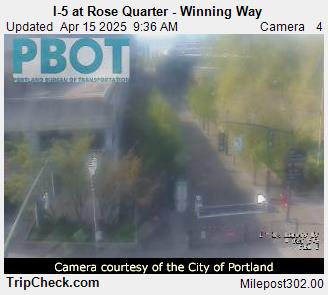 I-5 at Rose Quarter - Winning Way
Updated Apr 15 2025 9:36 AM Camera 4
PBOT
PORTLAND BUREAU OF TRANSPORTATION
Camera courtesy of the City of Portland
TripCheck.com Milepost302.00